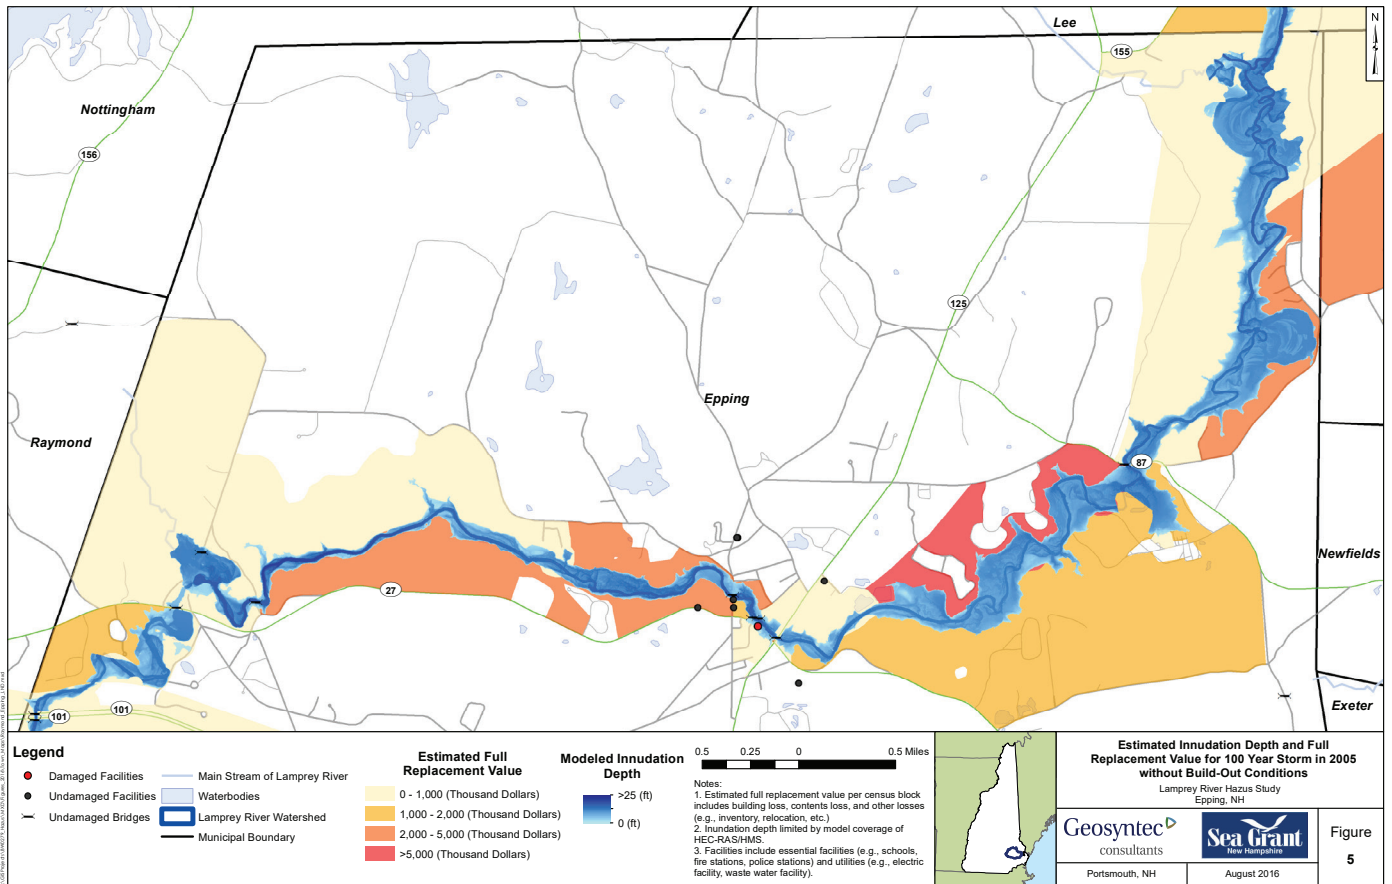 Lee
N
155
Nottingham
156
125
Epping
Raymond
87
Newfields
27
101
101
Exeter
Legend
Damaged Facilities
Undamaged Facilities
Undamaged Bridges
Main Stream of Lamprey River
Waterbodies
Lamprey River Watershed
Municipal Boundary
Estimated Full
Replacement Value
0 - 1,000 (Thousand Dollars)
1,000 - 2,000 (Thousand Dollars)
2,000 - 5,000 (Thousand Dollars)
>5,000 (Thousand Dollars)
Modeled Innudation
Depth
>25 (ft)
0 (ft)
0.5 0.25 0 0.5 Miles
Notes:
1. Estimated full replacement value per census block
includes building loss, contents loss, and other losses
(e.g., inventory, relocation, etc.)
2. Inundation depth limited by model coverage of
HEC-RAS/HMS.
3. Facilities include essential facilities (e.g., schools,
fire stations, police stations) and utilities (e.g., electric
facility, waste water facility).
Estimated Innudation Depth and Full
Replacement Value for 100 Year Storm in 2005
without Build-Out Conditions
Lamprey River Hazus Study
Epping, NH
Geosyntec
consultants
Sea Grant
New Hampshire
Figure
5
Portsmouth, NH
August 2016